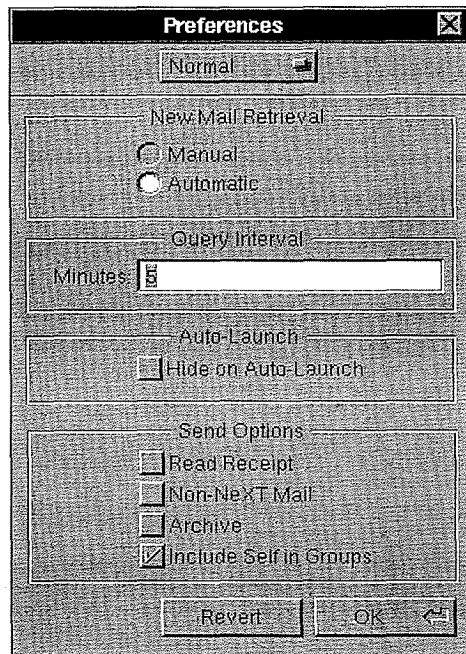 Preferences
Normal
New Mail Retrieval
Manual
Automatic
Query Interval
Minutes 5
Auto-Launch
Hide on Auto-Launch
Send Options
Read Receipt
Non-NeXT Mail
Archive
Include Self in Groups
Revert OK